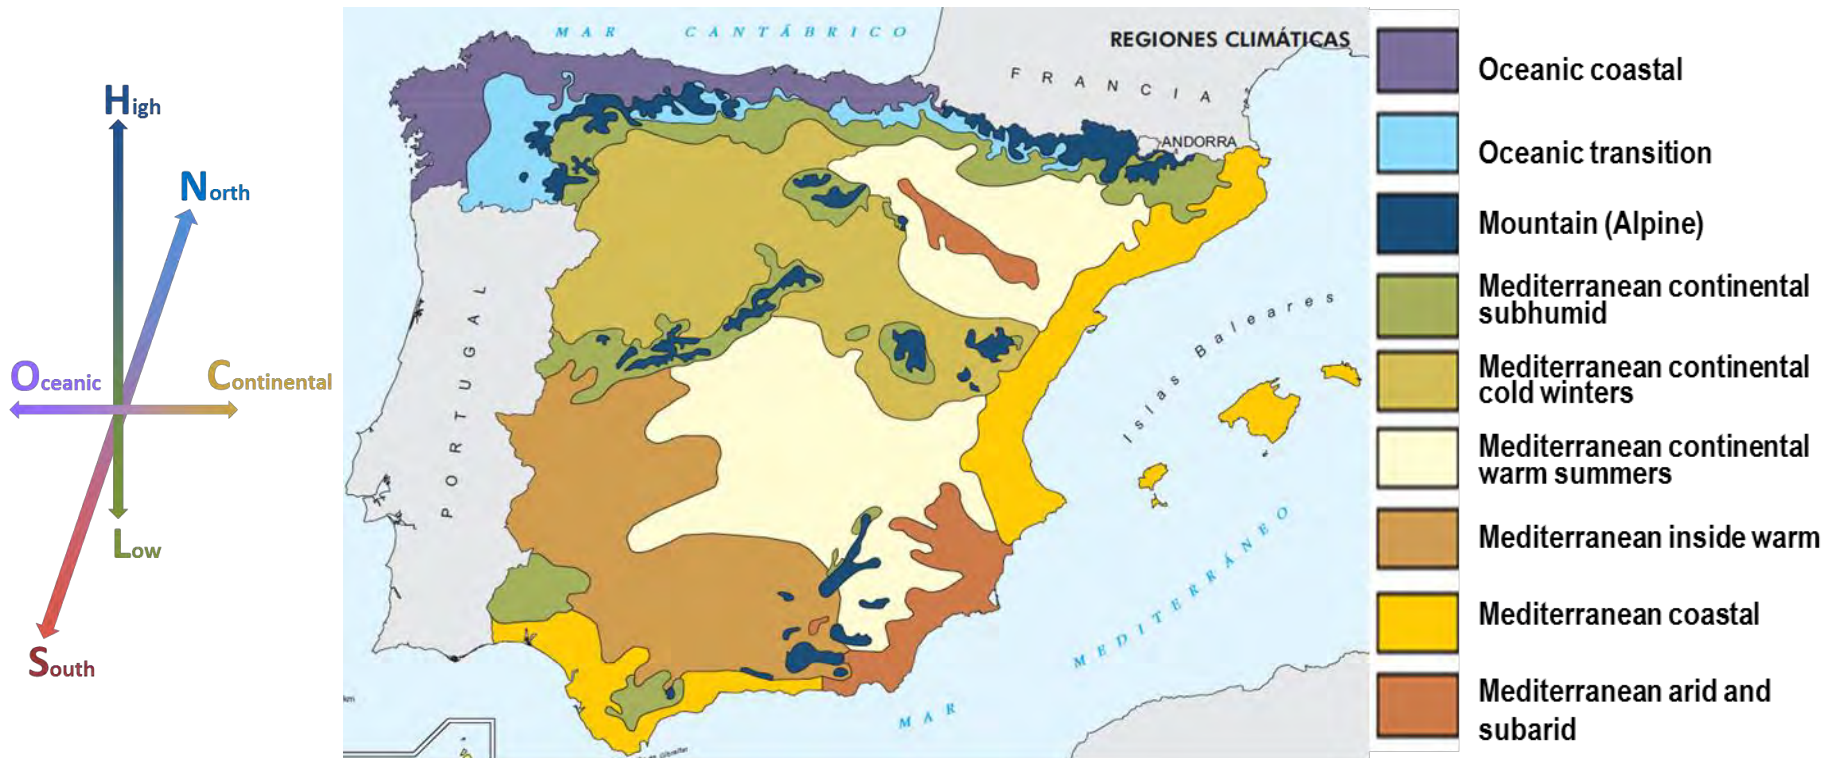 High
North
Oceanic
Continental
Low
South
MAR CANTÁBRICO
REGIONES CLIMÁTICAS
FRANCIA
ANDORRA
PORTUGAL
Islas Baleares
MAR MEDITERRÁNEO
Gibraltar
Oceanic coastal
Oceanic transition
Mountain (Alpine)
Mediterranean continental
subhumid
Mediterranean continental
cold winters
Mediterranean continental
warm summers
Mediterranean inside warm
Mediterranean coastal
Mediterranean arid and
subarid